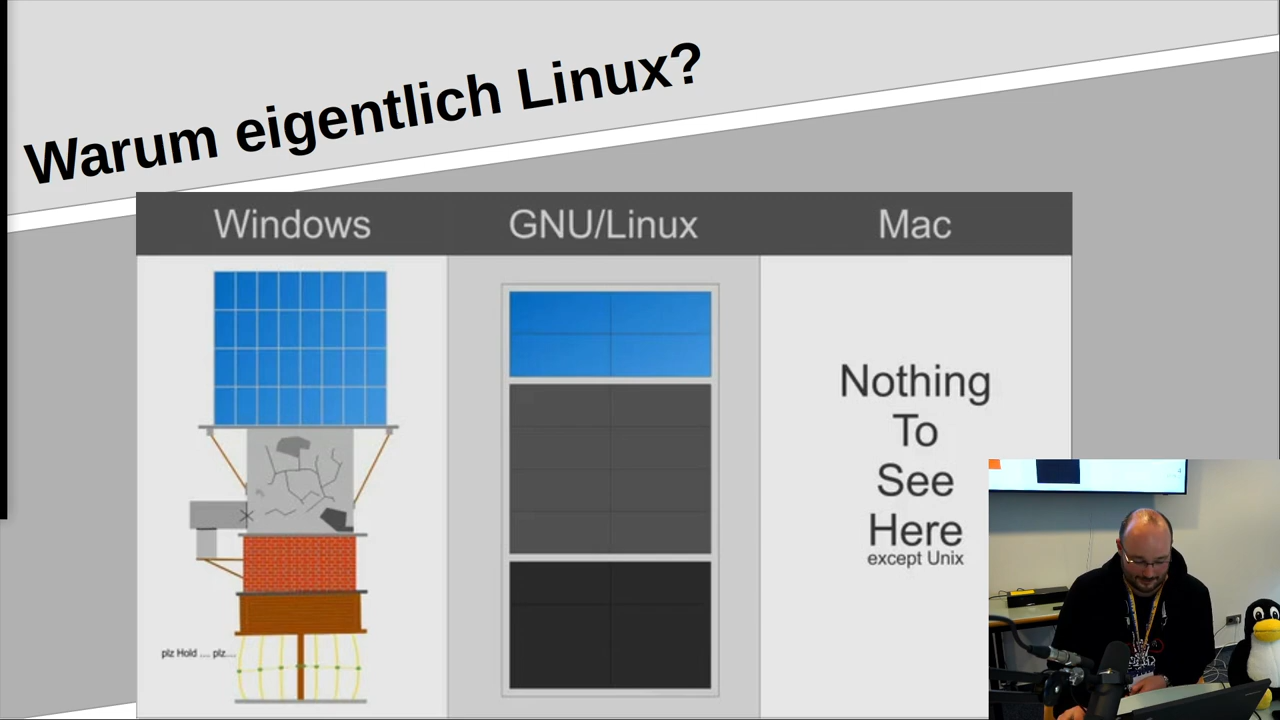 Warum eigentlich Linux?
Windows
GNU/Linux
Mac
Nothing
To
See
Here
except Unix
plz Hold .... plz....